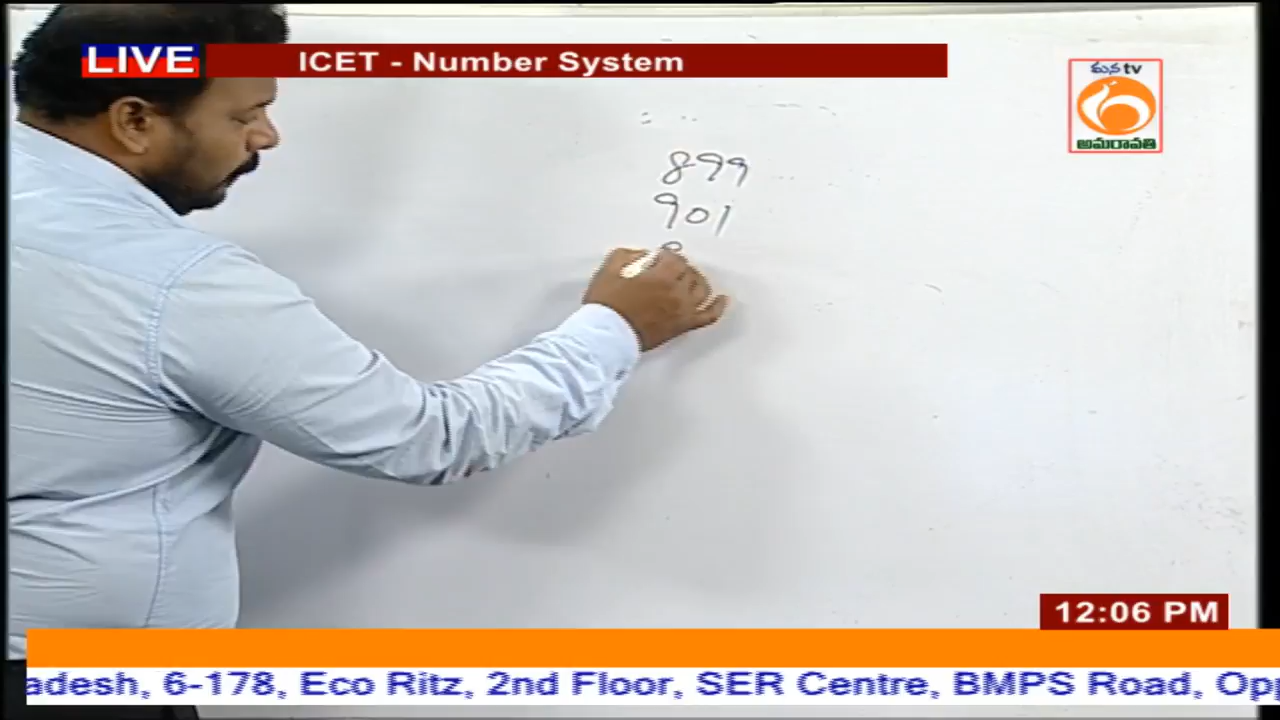 LIVE
ICET - Number System
మన tv
అమరావతి
899
901
12:06 PM
adesh, 6-178, Eco Ritz, 2nd Floor, SER Centre, BMPS Road, Opp